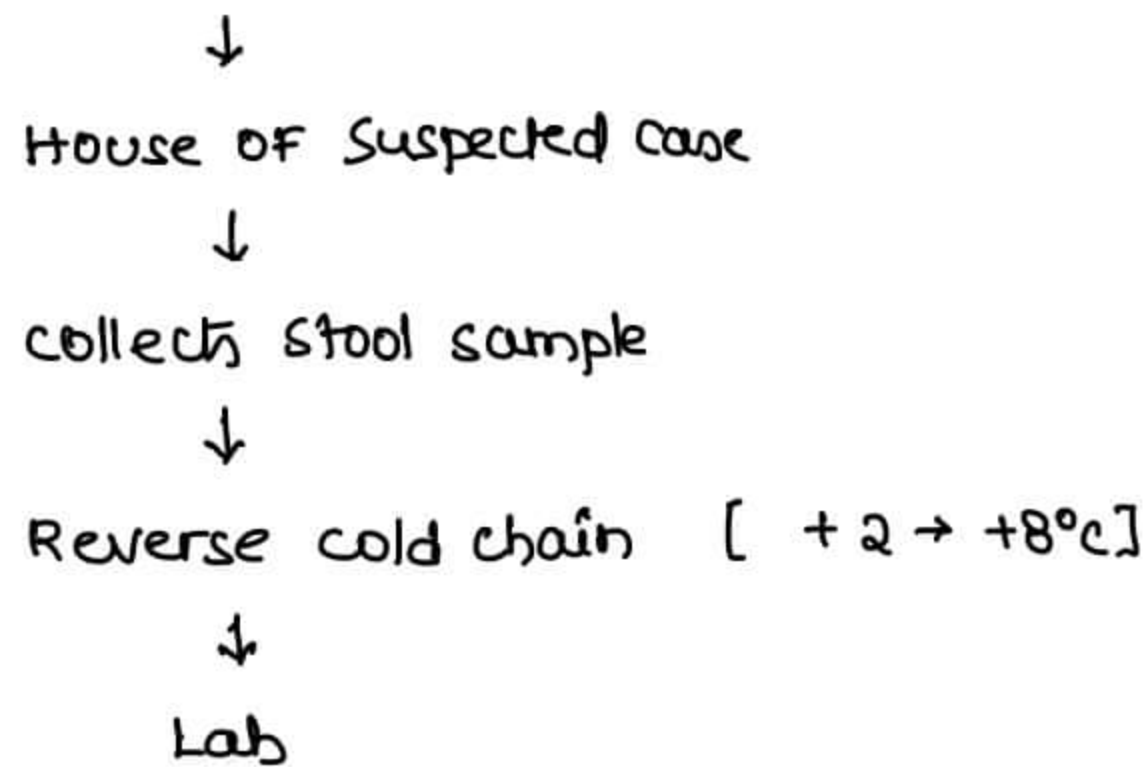 ↓
House of suspected case
↓
collects stool sample
↓
Reverse cold chain [ +2 → +8°c]
↓
Lab